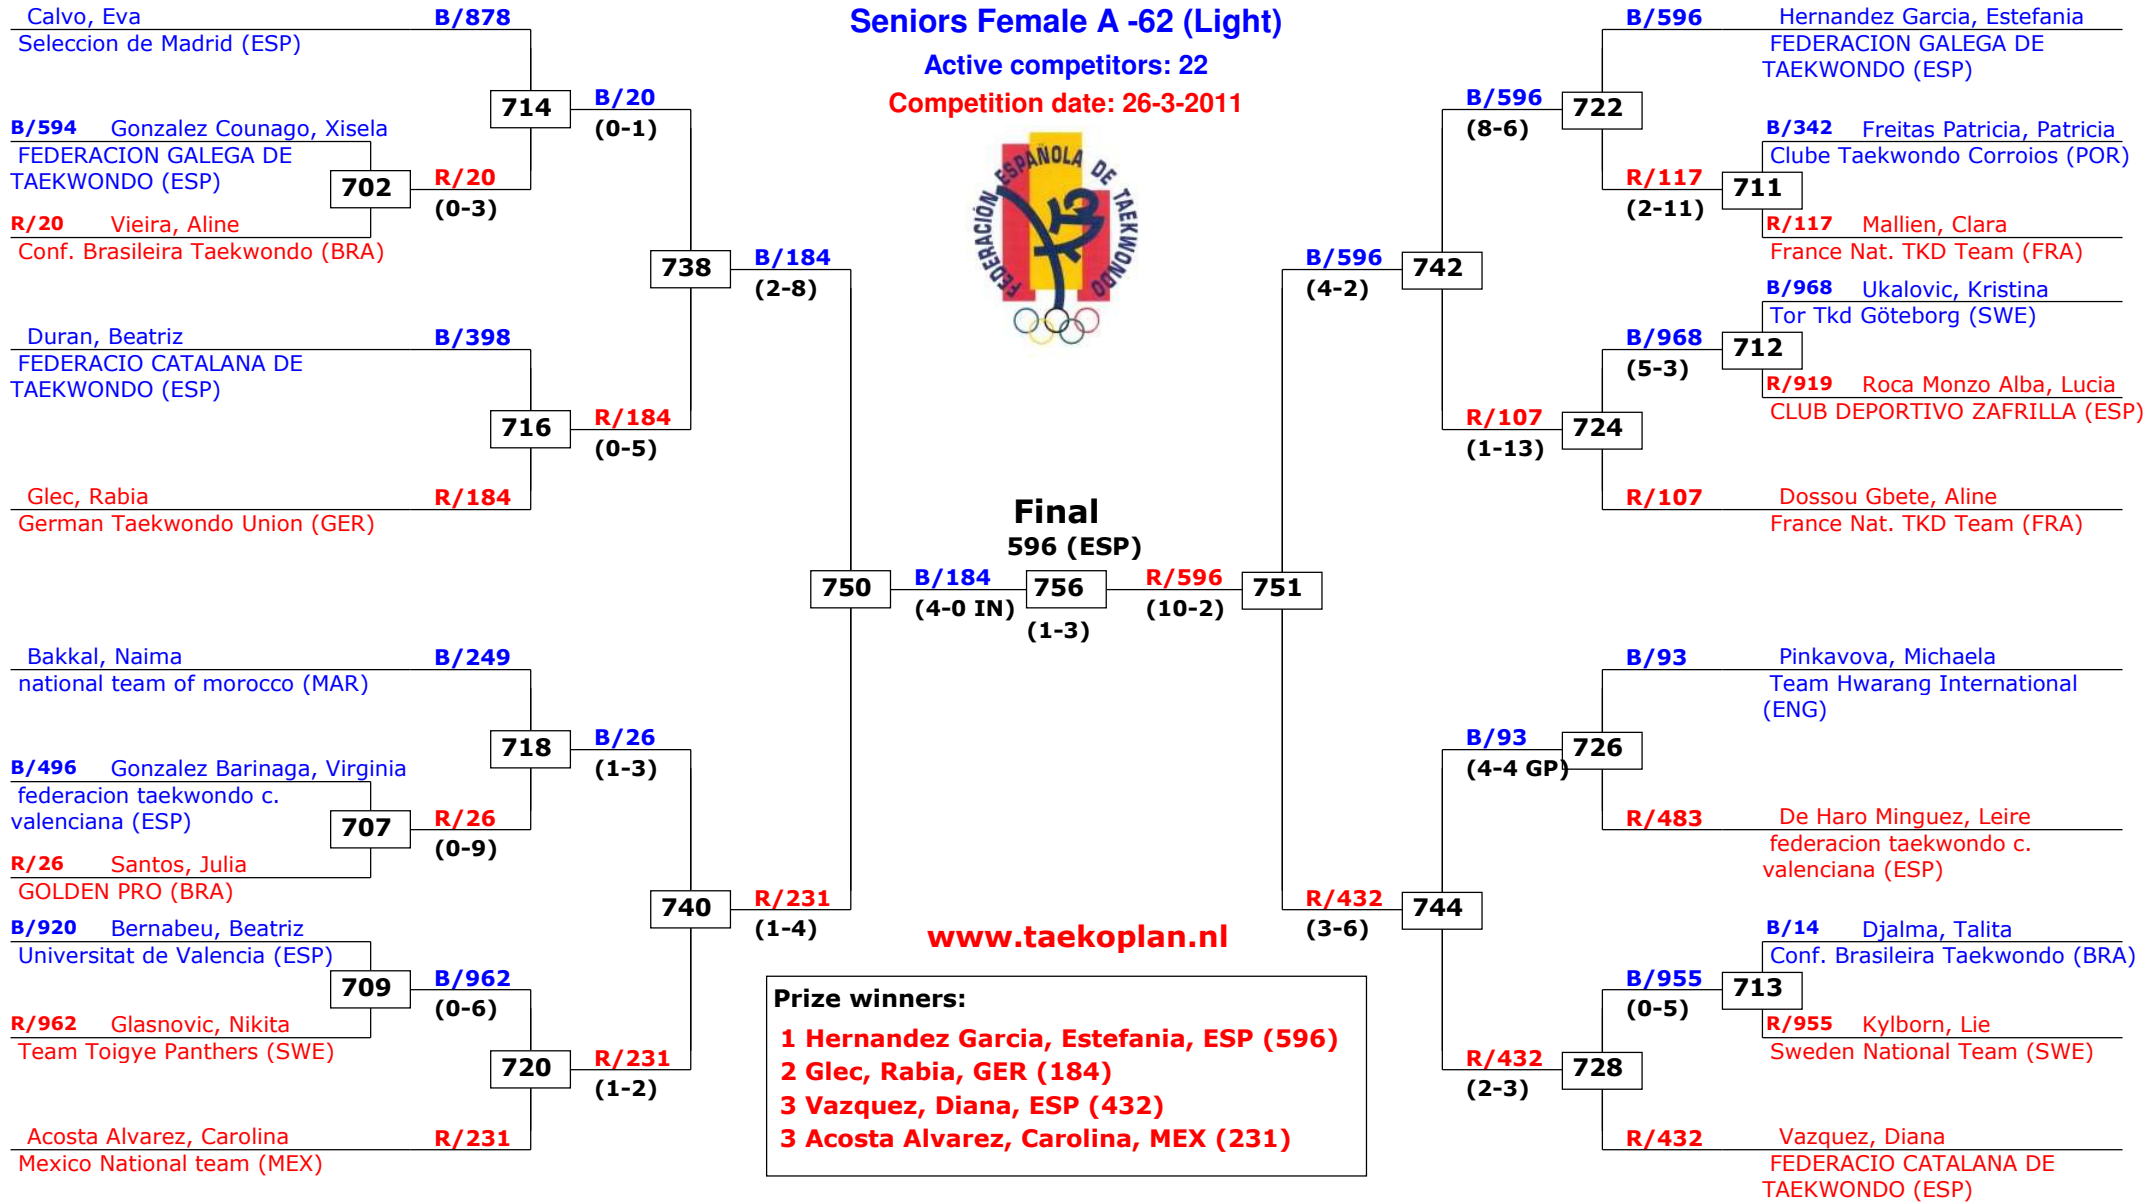 Seniors Female A -62 (Light)
Active competitors: 22
Competition date: 26-3-2011
FEDERACIÓN ESPAÑOLA DE TAEKWONDO
Calvo, Eva
B/878
Seleccion de Madrid (ESP)
714
B/20
(0-1)
B/594 Gonzalez Counago, Xisela
FEDERACION GALEGA DE
TAEKWONDO (ESP)
702
R/20
(0-3)
R/20 Vieira, Aline
Conf. Brasileira Taekwondo (BRA)
738
B/184
(2-8)
Duran, Beatriz
B/398
FEDERACIO CATALANA DE
TAEKWONDO (ESP)
716
R/184
(0-5)
Glec, Rabia
R/184
German Taekwondo Union (GER)
Final
596 (ESP)
750
B/184
(4-0 IN)
756
(1-3)
R/596
(10-2)
751
Bakkal, Naima
B/249
national team of morocco (MAR)
718
B/26
(1-3)
B/496 Gonzalez Barinaga, Virginia
federacion taekwondo c.
valenciana (ESP)
707
R/26
(0-9)
R/26 Santos, Julia
GOLDEN PRO (BRA)
740
R/231
(1-4)
B/920 Bernabeu, Beatriz
Universitat de Valencia (ESP)
709
B/962
(0-6)
R/962 Glasnovic, Nikita
Team Toigye Panthers (SWE)
720
R/231
(1-2)
Acosta Alvarez, Carolina
R/231
Mexico National team (MEX)
B/596
Hernandez Garcia, Estefania
FEDERACION GALEGA DE
TAEKWONDO (ESP)
B/596
(8-6)
722
B/342 Freitas Patricia, Patricia
Clube Taekwondo Corroios (POR)
R/117
(2-11)
711
R/117 Mallien, Clara
France Nat. TKD Team (FRA)
B/596
(4-2)
742
B/968 Ukalovic, Kristina
Tor Tkd Göteborg (SWE)
B/968
(5-3)
712
R/919 Roca Monzo Alba, Lucia
CLUB DEPORTIVO ZAFRILLA (ESP)
R/107
(1-13)
724
R/107
Dossou Gbete, Aline
France Nat. TKD Team (FRA)
B/93
Pinkavova, Michaela
Team Hwarang International
(ENG)
B/93
(4-4 GP)
726
R/483
De Haro Minguez, Leire
federacion taekwondo c.
valenciana (ESP)
R/432
(3-6)
744
B/14 Djalma, Talita
Conf. Brasileira Taekwondo (BRA)
B/955
(0-5)
713
R/955 Kylborn, Lie
Sweden National Team (SWE)
R/432
(2-3)
728
R/432
Vazquez, Diana
FEDERACIO CATALANA DE
TAEKWONDO (ESP)
www.taekoplan.nl
Prize winners:
1 Hernandez Garcia, Estefania, ESP (596)
2 Glec, Rabia, GER (184)
3 Vazquez, Diana, ESP (432)
3 Acosta Alvarez, Carolina, MEX (231)